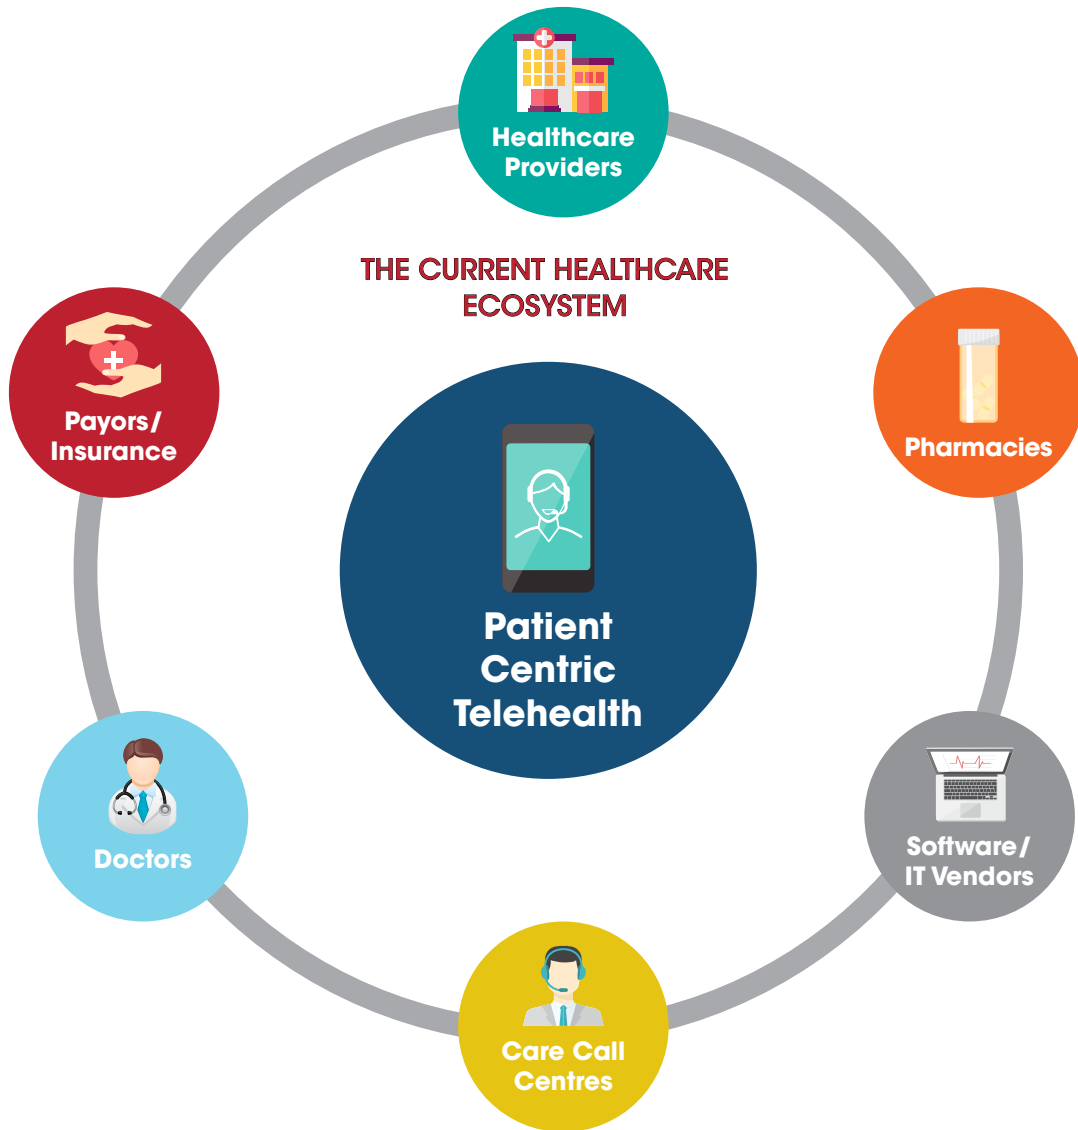 Healthcare
Providers
THE CURRENT HEALTHCARE
ECOSYSTEM
Payors/
Insurance
Pharmacies
Patient
Centric
Telehealth
Doctors
Software/
IT Vendors
Care Call
Centres